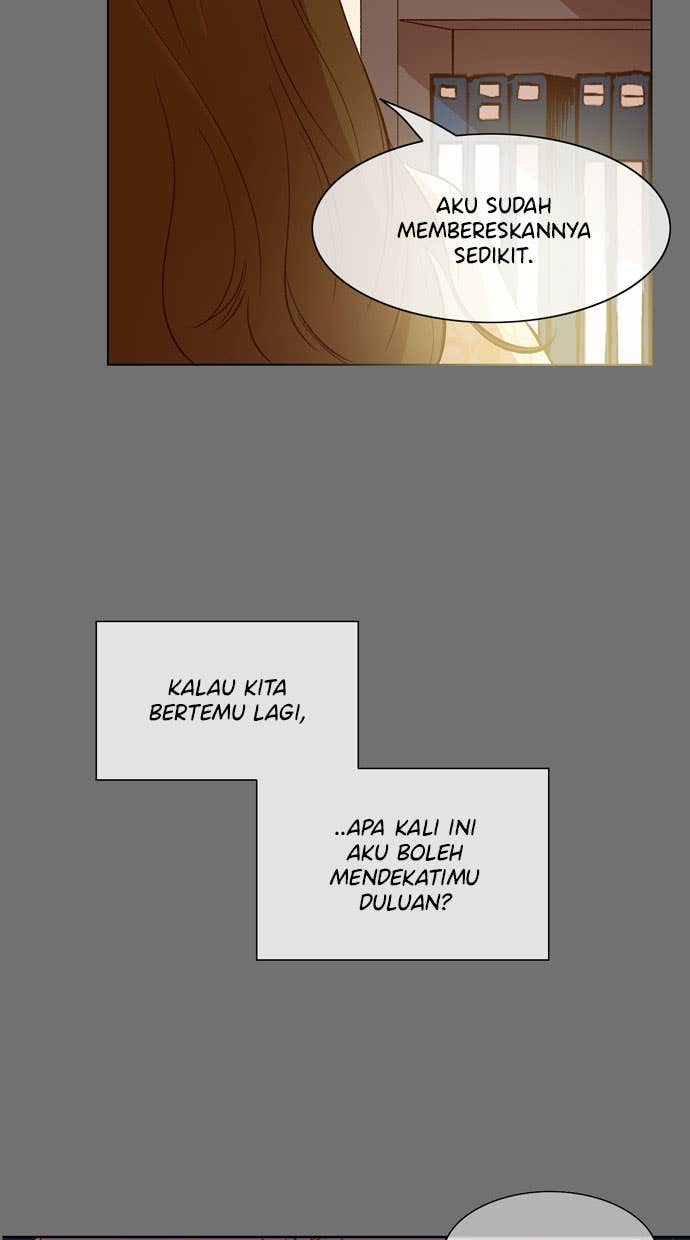 AKU SUDAH
MEMBERESKANNYA
SEDIKIT.
KALAU KITA
BERTEMU LAGI,
..APA KALI INI
AKU BOLEH
MENDEKATIMU
DULUAN?